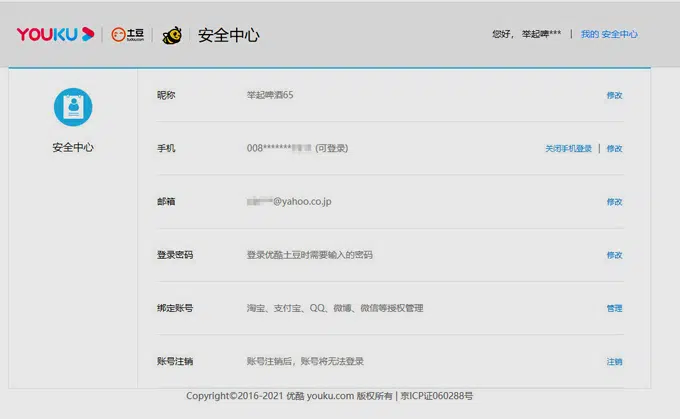 YOUKU 土豆 tudou.com 安全中心 您好， 举起啤*** | 我的 安全中心
安全中心
昵称 举起啤酒65 修改
手机 008******* (可登录) 关闭手机登录 | 修改
邮箱 @yahoo.co.jp 修改
登录密码 登录优酷土豆时需要输入的密码 修改
绑定账号 淘宝、支付宝、QQ、微博、微信等授权管理 管理
账号注销 账号注销后，账号将无法登录 注销
Copyright©2016-2021 优酷 youku.com 版权所有 | 京ICP证060288号